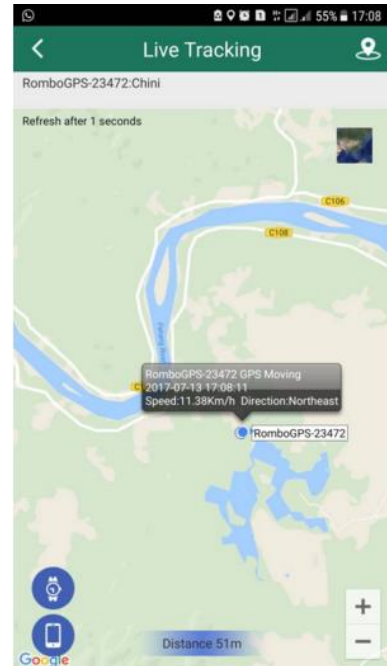 55% 17:08
Live Tracking
RomboGPS-23472:Chini
Refresh after 1 seconds
C106
C108
RomboGPS-23472 GPS Moving
2017-07-13 17:08:11
Speed:11.38Km/h Direction:Northeast
RomboGPS-23472
+
−
Google
Distance 51m